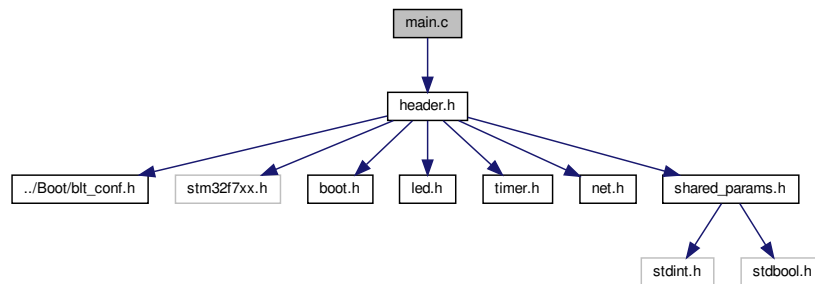 main.c
header.h
../Boot/blt_conf.h
stm32f7xx.h
boot.h
led.h
timer.h
net.h
shared_params.h
stdint.h
stdbool.h